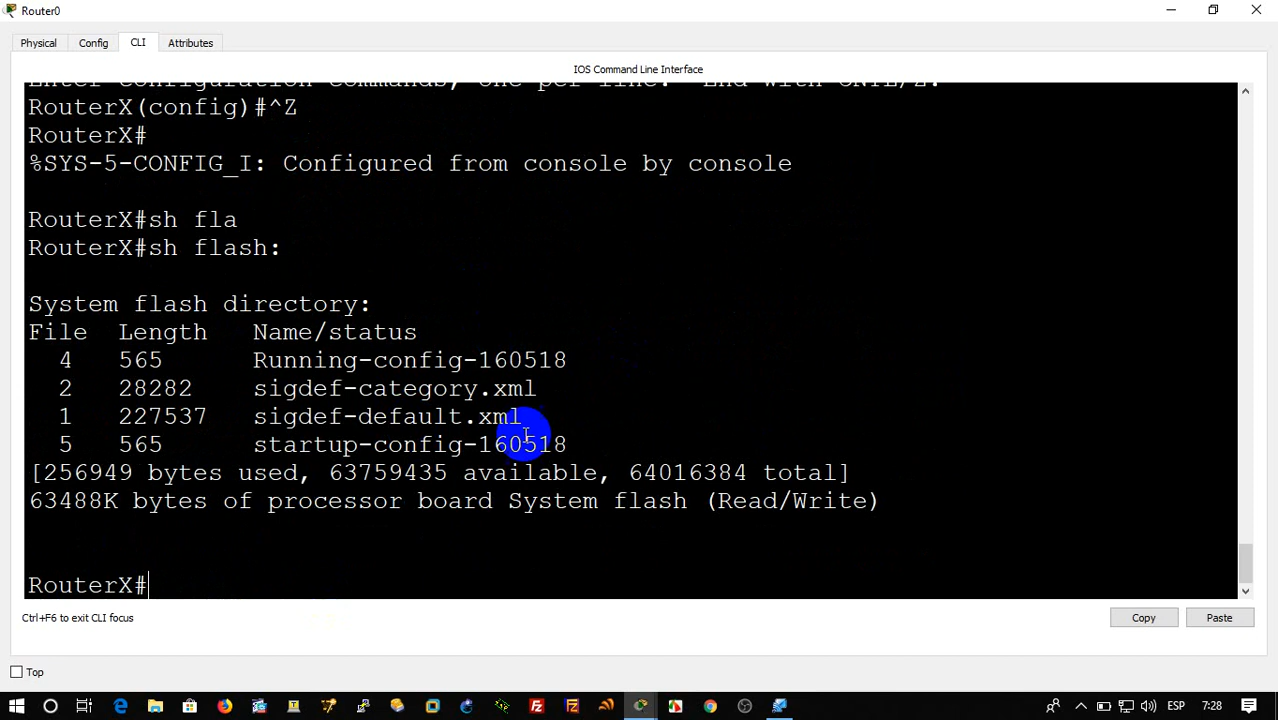 Router0
Physical Config CLI Attributes
IOS Command Line Interface
Enter configuration commands, one per line. End with CNTL/Z.
RouterX(config)#^Z
RouterX#
%SYS-5-CONFIG_I: Configured from console by console
RouterX#sh fla
RouterX#sh flash:
System flash directory:
File Length Name/status
4 565 Running-config-160518
2 28282 sigdef-category.xml
1 227537 sigdef-default.xml
5 565 startup-config-160518
[256949 bytes used, 63759435 available, 64016384 total]
63488K bytes of processor board System flash (Read/Write)
RouterX#
Ctrl+F6 to exit CLI focus
Copy Paste
Top
ESP 7:28